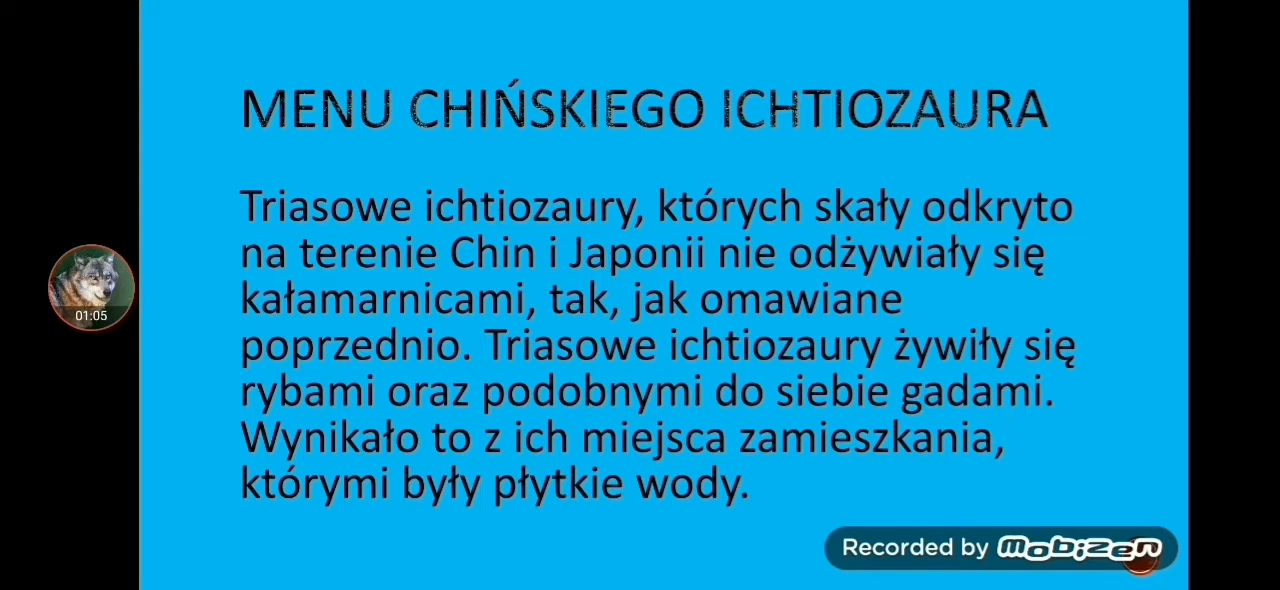 MENU CHIŃSKIEGO ICHTIOZAURA
Triasowe ichtiozaury, których skały odkryto
na terenie Chin i Japonii nie odżywiały się
kałamarnicami, tak, jak omawiane
poprzednio. Triasowe ichtiozaury żywiły się
rybami oraz podobnymi do siebie gadami.
Wynikało to z ich miejsca zamieszkania,
którymi były płytkie wody.
01:05
Recorded by mobizen